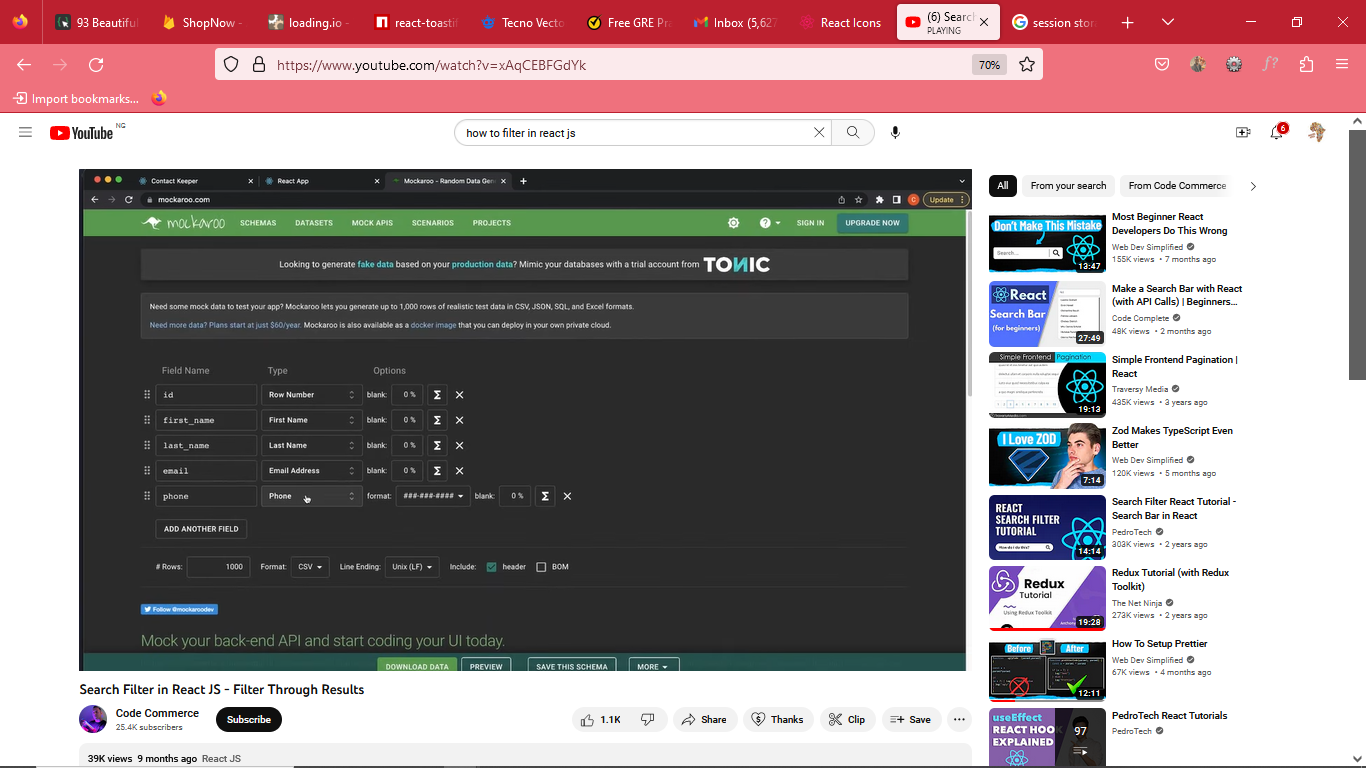 93 Beautiful
ShopNow -
loading.io -
react-toastif
Tecno Vecto
Free GRE Pra
Inbox (5,627
React Icons
(6) Searc
PLAYING
session stor
https://www.youtube.com/watch?v=xAqCEBFGdYk
70%
Import bookmarks...
YouTube NG
how to filter in react js
6
Contact Keeper
React App
Mockaroo - Random Data Gen
mockaroo.com
C
Update
mockaroo
SCHEMAS
DATASETS
MOCK APIS
SCENARIOS
PROJECTS
SIGN IN
UPGRADE NOW
Looking to generate fake data based on your production data? Mimic your databases with a trial account from TONIC
Need some mock data to test your app? Mockaroo lets you generate up to 1,000 rows of realistic test data in CSV, JSON, SQL, and Excel formats.
Need more data? Plans start at just $60/year. Mockaroo is also available as a docker image that you can deploy in your own private cloud.
Field Name Type Options
id Row Number blank: 0 % Σ ×
first_name First Name blank: 0 % Σ ×
last_name Last Name blank: 0 % Σ ×
email Email Address blank: 0 % Σ ×
phone Phone format: ###-###-#### blank: 0 % Σ ×
ADD ANOTHER FIELD
# Rows: 1000 Format: CSV Line Ending: Unix (LF) Include: header BOM
Follow @mockaroodev
Mock your back-end API and start coding your UI today.
DOWNLOAD DATA
PREVIEW
SAVE THIS SCHEMA
MORE
Search Filter in React JS - Filter Through Results
Code Commerce
25.4K subscribers
Subscribe
1.1K
Share
Thanks
Clip
Save
39K views 9 months ago React JS
All
From your search
From Code Commerce
Don't Make This Mistake
Search...
13:47
Most Beginner React
Developers Do This Wrong
Web Dev Simplified
155K views • 7 months ago
React
Search Bar
(for beginners)
27:49
Make a Search Bar with React
(with API Calls) | Beginners...
Code Complete
48K views • 2 months ago
Simple Frontend Pagination
19:13
Simple Frontend Pagination |
React
Traversy Media
435K views • 3 years ago
I Love ZOD
7:14
Zod Makes TypeScript Even
Better
Web Dev Simplified
120K views • 5 months ago
REACT
SEARCH FILTER
TUTORIAL
How do I do this?
14:14
Search Filter React Tutorial -
Search Bar in React
PedroTech
303K views • 2 years ago
Redux
Tutorial
Using Redux Toolkit
19:28
Redux Tutorial (with Redux
Toolkit)
The Net Ninja
273K views • 2 years ago
Before
After
12:11
How To Setup Prettier
Web Dev Simplified
67K views • 4 months ago
useEffect
REACT HOOK
EXPLAINED
97
PedroTech React Tutorials
PedroTech